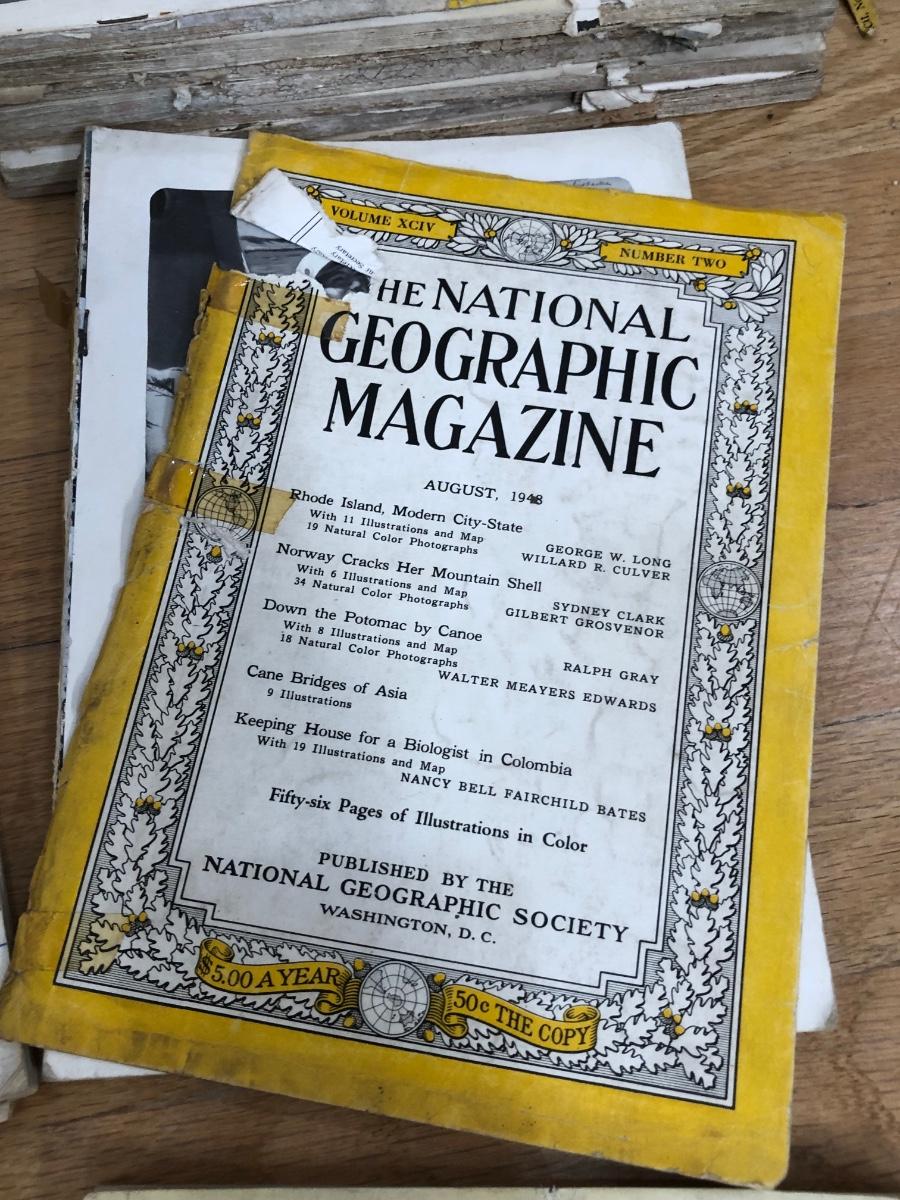 VOLUME XCIV
NUMBER TWO
HE NATIONAL
GEOGRAPHIC
MAGAZINE
AUGUST, 1948
Rhode Island, Modern City-State
With 11 Illustrations and Map
19 Natural Color Photographs
GEORGE W. LONG
WILLARD R. CULVER
Norway Cracks Her Mountain Shell
With 6 Illustrations and Map
34 Natural Color Photographs
SYDNEY CLARK
GILBERT GROSVENOR
Down the Potomac by Canoe
With 8 Illustrations and Map
18 Natural Color Photographs
RALPH GRAY
WALTER MEAYERS EDWARDS
Cane Bridges of Asia
9 Illustrations
Keeping House for a Biologist in Colombia
With 19 Illustrations and Map
NANCY BELL FAIRCHILD BATES
Fifty-six Pages of Illustrations in Color
PUBLISHED BY THE
NATIONAL GEOGRAPHIC SOCIETY
WASHINGTON, D. C.
$5.00 A YEAR
50c THE COPY